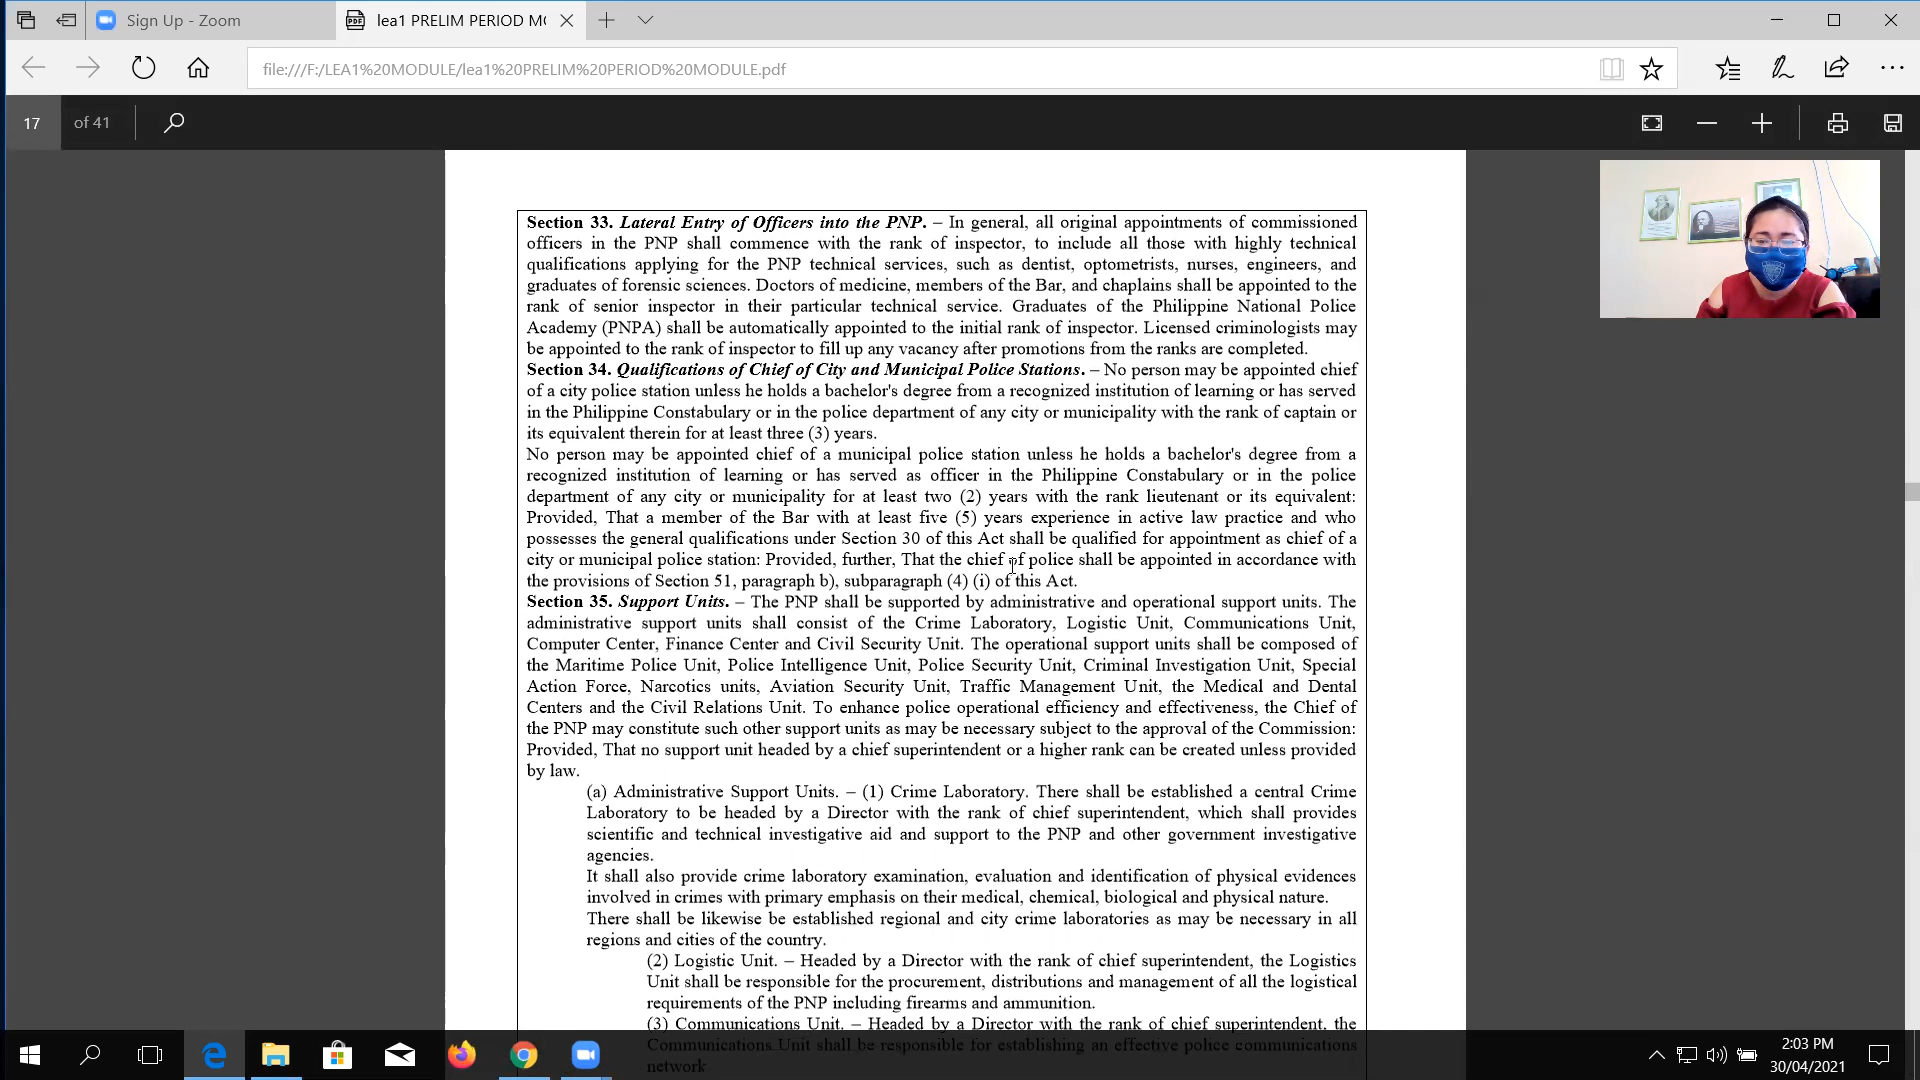 Sign Up - Zoom
lea1 PRELIM PERIOD M
file:///F:/LEA1%20MODULE/lea1%20PRELIM%20PERIOD%20MODULE.pdf
17 of 41
Section 33. Lateral Entry of Officers into the PNP. – In general, all original appointments of commissioned
officers in the PNP shall commence with the rank of inspector, to include all those with highly technical
qualifications applying for the PNP technical services, such as dentist, optometrists, nurses, engineers, and
graduates of forensic sciences. Doctors of medicine, members of the Bar, and chaplains shall be appointed to the
rank of senior inspector in their particular technical service. Graduates of the Philippine National Police
Academy (PNPA) shall be automatically appointed to the initial rank of inspector. Licensed criminologists may
be appointed to the rank of inspector to fill up any vacancy after promotions from the ranks are completed.
Section 34. Qualifications of Chief of City and Municipal Police Stations. – No person may be appointed chief
of a city police station unless he holds a bachelor's degree from a recognized institution of learning or has served
in the Philippine Constabulary or in the police department of any city or municipality with the rank of captain or
its equivalent therein for at least three (3) years.
No person may be appointed chief of a municipal police station unless he holds a bachelor's degree from a
recognized institution of learning or has served as officer in the Philippine Constabulary or in the police
department of any city or municipality for at least two (2) years with the rank lieutenant or its equivalent:
Provided, That a member of the Bar with at least five (5) years experience in active law practice and who
possesses the general qualifications under Section 30 of this Act shall be qualified for appointment as chief of a
city or municipal police station: Provided, further, That the chief of police shall be appointed in accordance with
the provisions of Section 51, paragraph b), subparagraph (4) (i) of this Act.
Section 35. Support Units. – The PNP shall be supported by administrative and operational support units. The
administrative support units shall consist of the Crime Laboratory, Logistic Unit, Communications Unit,
Computer Center, Finance Center and Civil Security Unit. The operational support units shall be composed of
the Maritime Police Unit, Police Intelligence Unit, Police Security Unit, Criminal Investigation Unit, Special
Action Force, Narcotics units, Aviation Security Unit, Traffic Management Unit, the Medical and Dental
Centers and the Civil Relations Unit. To enhance police operational efficiency and effectiveness, the Chief of
the PNP may constitute such other support units as may be necessary subject to the approval of the Commission:
Provided, That no support unit headed by a chief superintendent or a higher rank can be created unless provided
by law.
(a) Administrative Support Units. – (1) Crime Laboratory. There shall be established a central Crime
Laboratory to be headed by a Director with the rank of chief superintendent, which shall provides
scientific and technical investigative aid and support to the PNP and other government investigative
agencies.
It shall also provide crime laboratory examination, evaluation and identification of physical evidences
involved in crimes with primary emphasis on their medical, chemical, biological and physical nature.
There shall be likewise be established regional and city crime laboratories as may be necessary in all
regions and cities of the country.
(2) Logistic Unit. – Headed by a Director with the rank of chief superintendent, the Logistics
Unit shall be responsible for the procurement, distributions and management of all the logistical
requirements of the PNP including firearms and ammunition.
(3) Communications Unit. – Headed by a Director with the rank of chief superintendent, the
Communications Unit shall be responsible for establishing an effective police communications
network
2:03 PM
30/04/2021